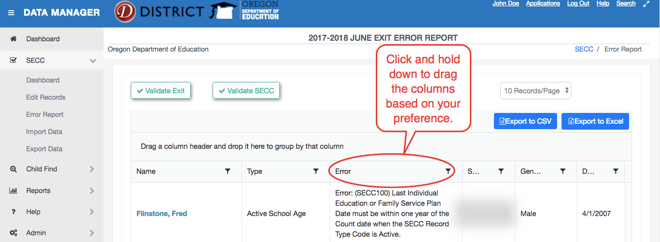 DATA MANAGER
DISTRICT
OREGON
DEPARTMENT OF
EDUCATION
John Doe Applications Log Out Help Search
Dashboard
SECC
Dashboard
Edit Records
Error Report
Import Data
Export Data
Child Find
Reports
Help
Admin
2017-2018 JUNE EXIT ERROR REPORT
Oregon Department of Education
SECC / Error Report
Validate Exit
Validate SECC
10 Records/Page
Click and hold
down to drag
the columns
based on your
preference.
Export to CSV
Export to Excel
Drag a column header and drop it here to group by that column
Name Type Error S... Gen... D...
Flinstone, Fred
Active School Age
Error: (SECC100) Last Individual
Education or Family Service Plan
Date must be within one year of the
Count date when the SECC Record
Type Code is Active.
Male
4/1/2007